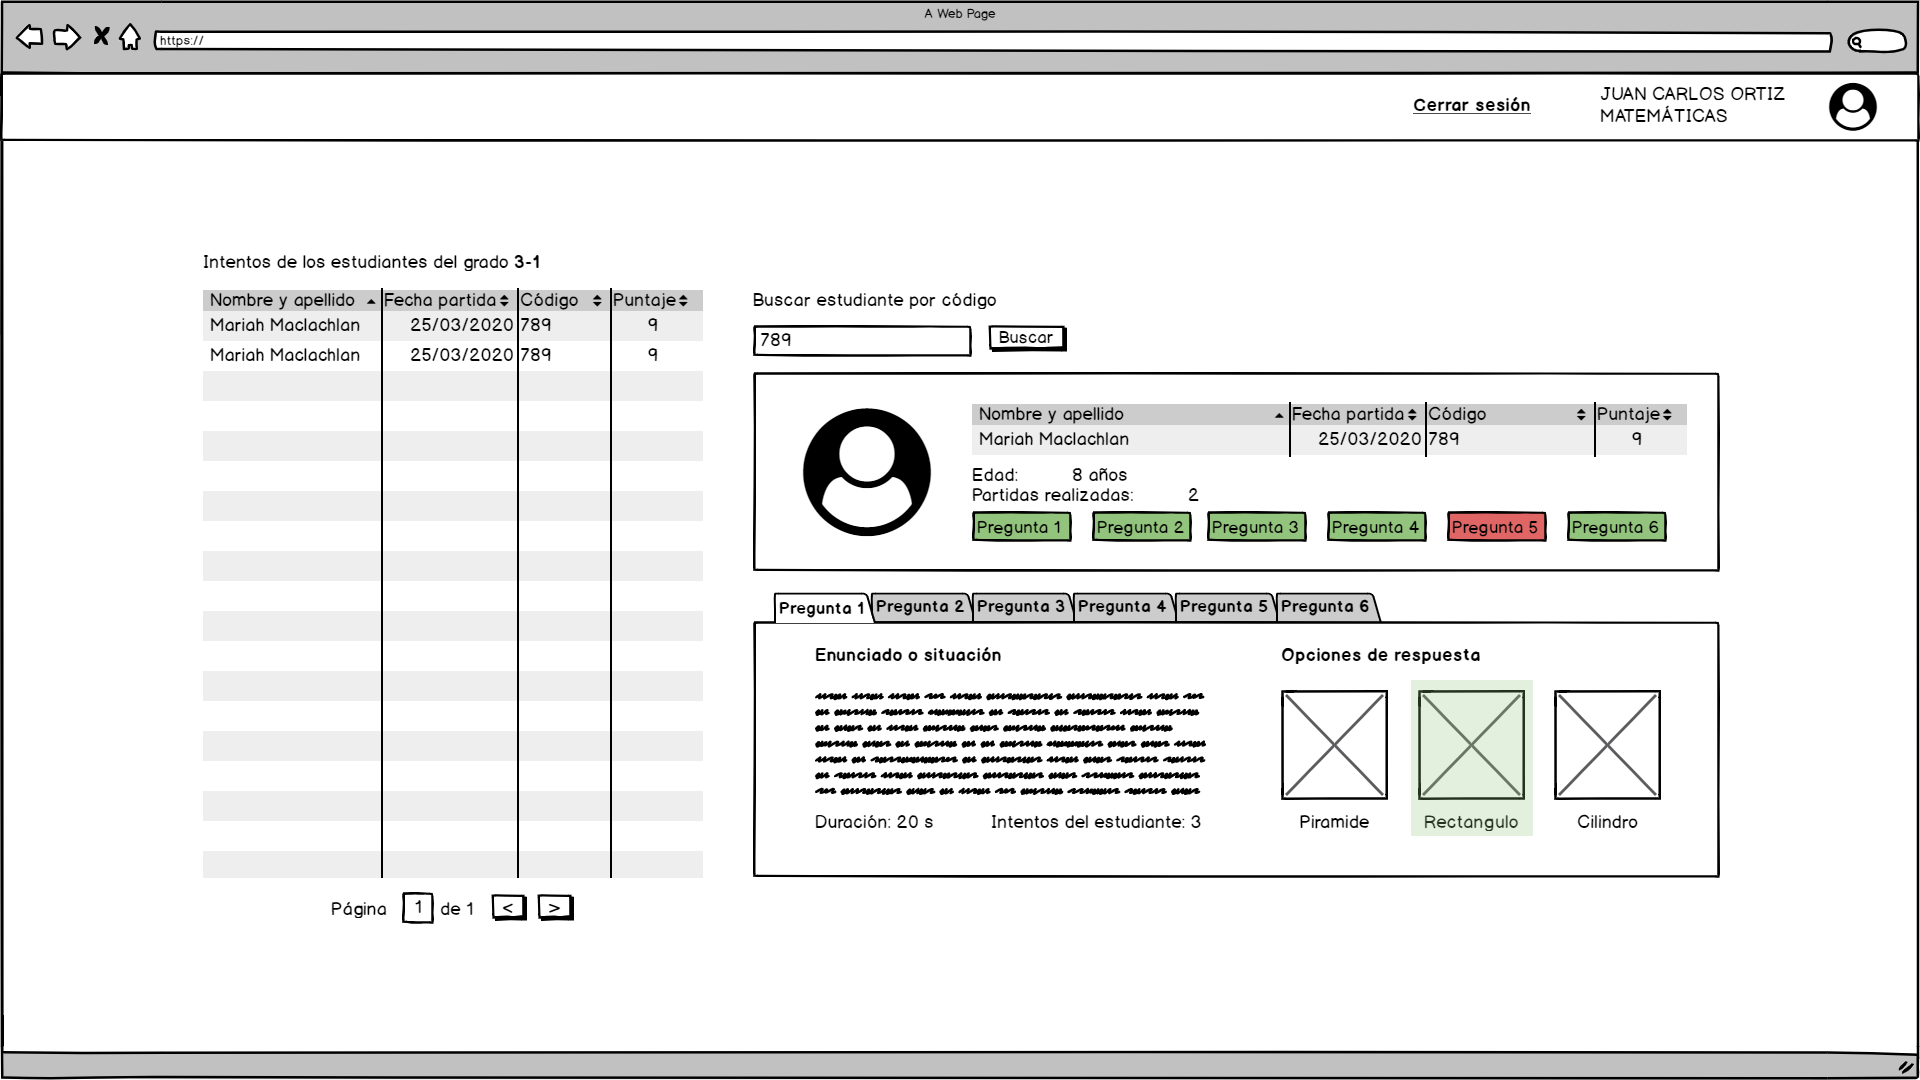 A Web Page
https://
Cerrar sesión
JUAN CARLOS ORTIZ
MATEMÁTICAS
Intentos de los estudiantes del grado 3-1
Nombre y apellido Fecha partida Código Puntaje
Mariah Maclachlan 25/03/2020 789 9
Mariah Maclachlan 25/03/2020 789 9
Página 1 de 1 < >
Buscar estudiante por código
789 Buscar
Nombre y apellido Fecha partida Código Puntaje
Mariah Maclachlan 25/03/2020 789 9
Edad: 8 años
Partidas realizadas: 2
Pregunta 1 Pregunta 2 Pregunta 3 Pregunta 4 Pregunta 5 Pregunta 6
Pregunta 1 Pregunta 2 Pregunta 3 Pregunta 4 Pregunta 5 Pregunta 6
Enunciado o situación
Duración: 20 s Intentos del estudiante: 3
Opciones de respuesta
Piramide Rectangulo Cilindro